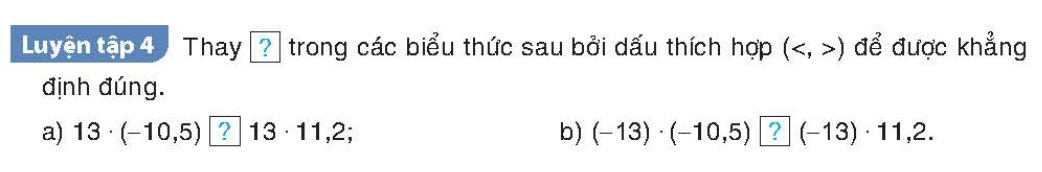 Luyện tập 4 Thay ? trong các biểu thức sau bởi dấu thích hợp (<, >) để được khẳng
định đúng.
a) 13 · (–10,5) ? 13 · 11,2; b) (–13) · (–10,5) ? (–13) · 11,2.